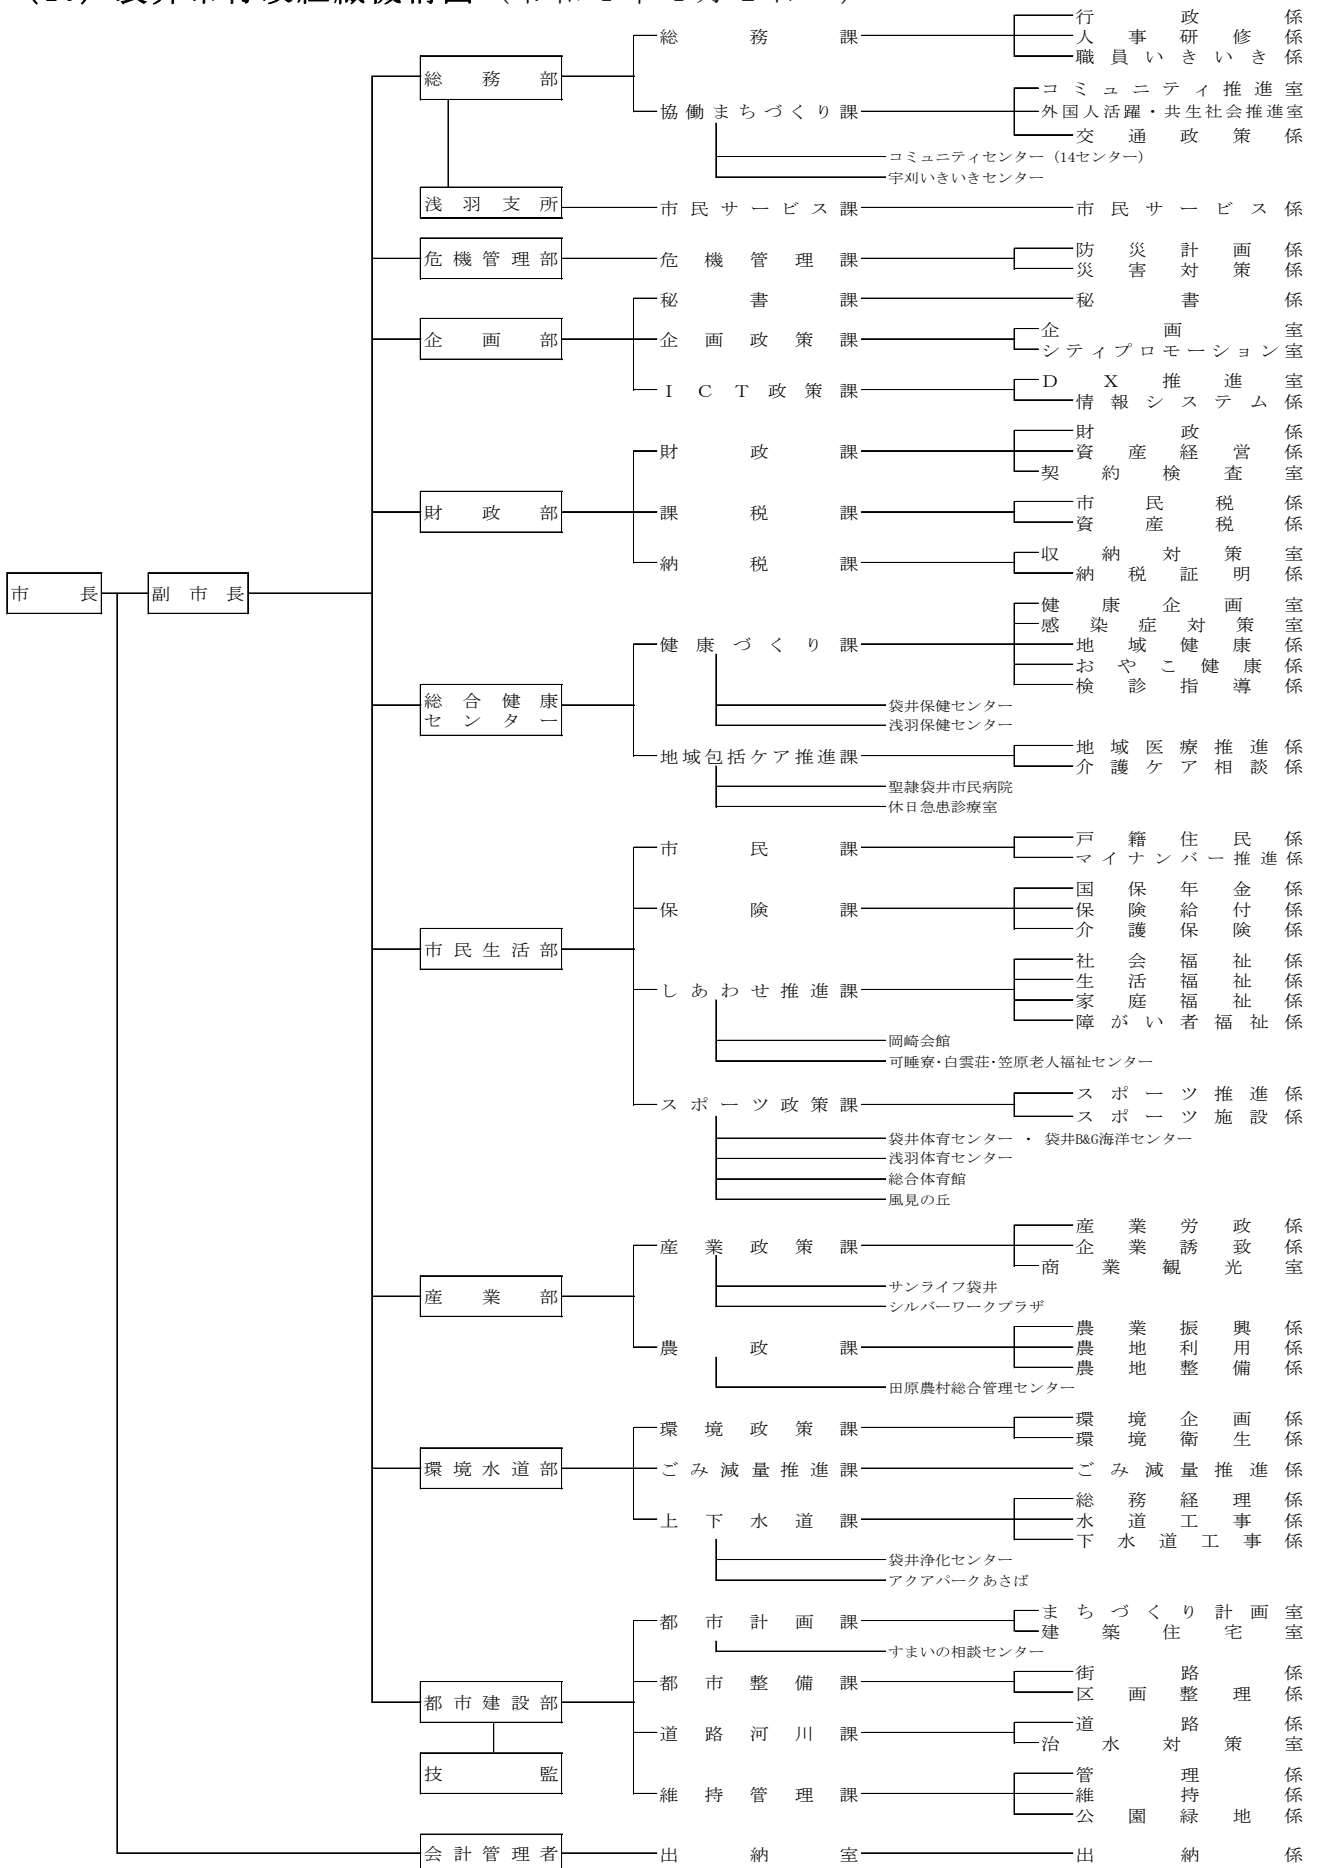 総務部
総務課
行政係
人事研修係
職員いきいき係
協働まちづくり課
コミュニティ推進室
外国人活躍・共生社会推進室
交通政策係
コミュニティセンター（14センター）
宇刈いきいきセンター
浅羽支所
市民サービス課
市民サービス係
危機管理部
危機管理課
防災計画係
災害対策係
企画部
秘書課
秘書係
企画政策課
企画室
シティプロモーション室
ＩＣＴ政策課
ＤＸ推進室
情報システム係
財政部
財政課
財政係
資産経営係
契約検査室
課税課
市民税係
資産税係
納税課
収納対策室
納税証明係
市長
副市長
総合健康
センター
健康づくり課
健康企画室
感染症対策室
地域健康係
おやこ健康係
検診指導係
袋井保健センター
浅羽保健センター
地域包括ケア推進課
地域医療推進係
介護ケア相談係
聖隷袋井市民病院
休日急患診療室
市民生活部
市民課
戸籍住民係
マイナンバー推進係
保険課
国保年金係
保険給付係
介護保険係
しあわせ推進課
社会福祉係
生活福祉係
家庭福祉係
障がい者福祉係
岡崎会館
可睡寮・白雲荘・笠原老人福祉センター
スポーツ政策課
スポーツ推進係
スポーツ施設係
袋井体育センター ・ 袋井B&G海洋センター
浅羽体育センター
総合体育館
風見の丘
産業部
産業政策課
産業労政係
企業誘致係
商業観光室
サンライフ袋井
シルバーワークプラザ
農政課
農業振興係
農地利用係
農地整備係
田原農村総合管理センター
環境水道部
環境政策課
環境企画係
環境衛生係
ごみ減量推進課
ごみ減量推進係
上下水道課
総務経理係
水道工事係
下水道工事係
袋井浄化センター
アクアパークあさば
都市建設部
技監
都市計画課
まちづくり計画室
建築住宅室
すまいの相談センター
都市整備課
街路係
区画整理係
道路河川課
道路係
治水対策室
維持管理課
管理係
維持係
公園緑地係
会計管理者
出納室
出納係